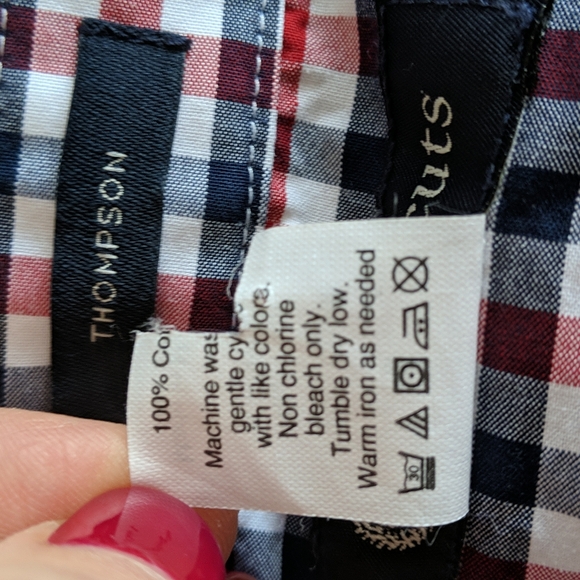 THOMPSON
cuts
100% Co
Machine was
gentle cy
with like colors.
Non chlorine
bleach only.
Tumble dry low.
Warm iron as needed
30